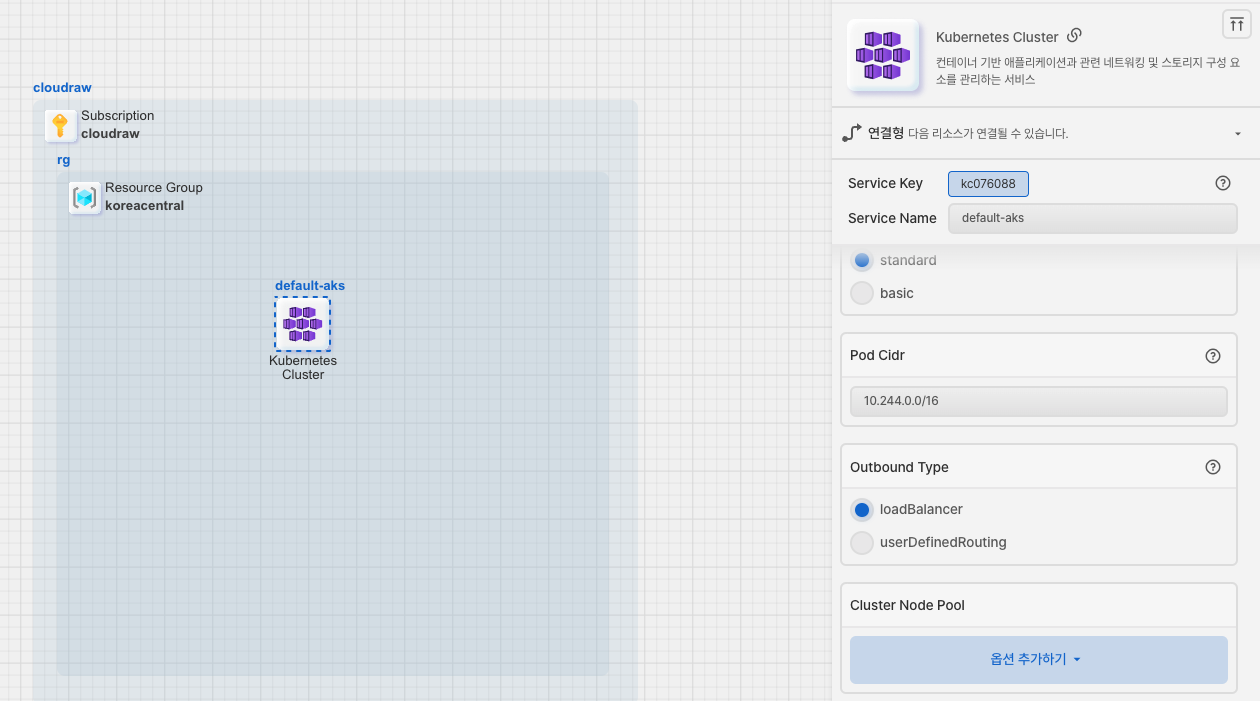 cloudraw
Subscription
cloudraw
rg
Resource Group
koreacentral
default-aks
Kubernetes
Cluster
Kubernetes Cluster
컨테이너 기반 애플리케이션과 관련 네트워킹 및 스토리지 구성 요
소를 관리하는 서비스
연결형 다음 리소스가 연결될 수 있습니다.
Service Key kc076088
Service Name default-aks
standard
basic
Pod Cidr
10.244.0.0/16
Outbound Type
loadBalancer
userDefinedRouting
Cluster Node Pool
옵션 추가하기